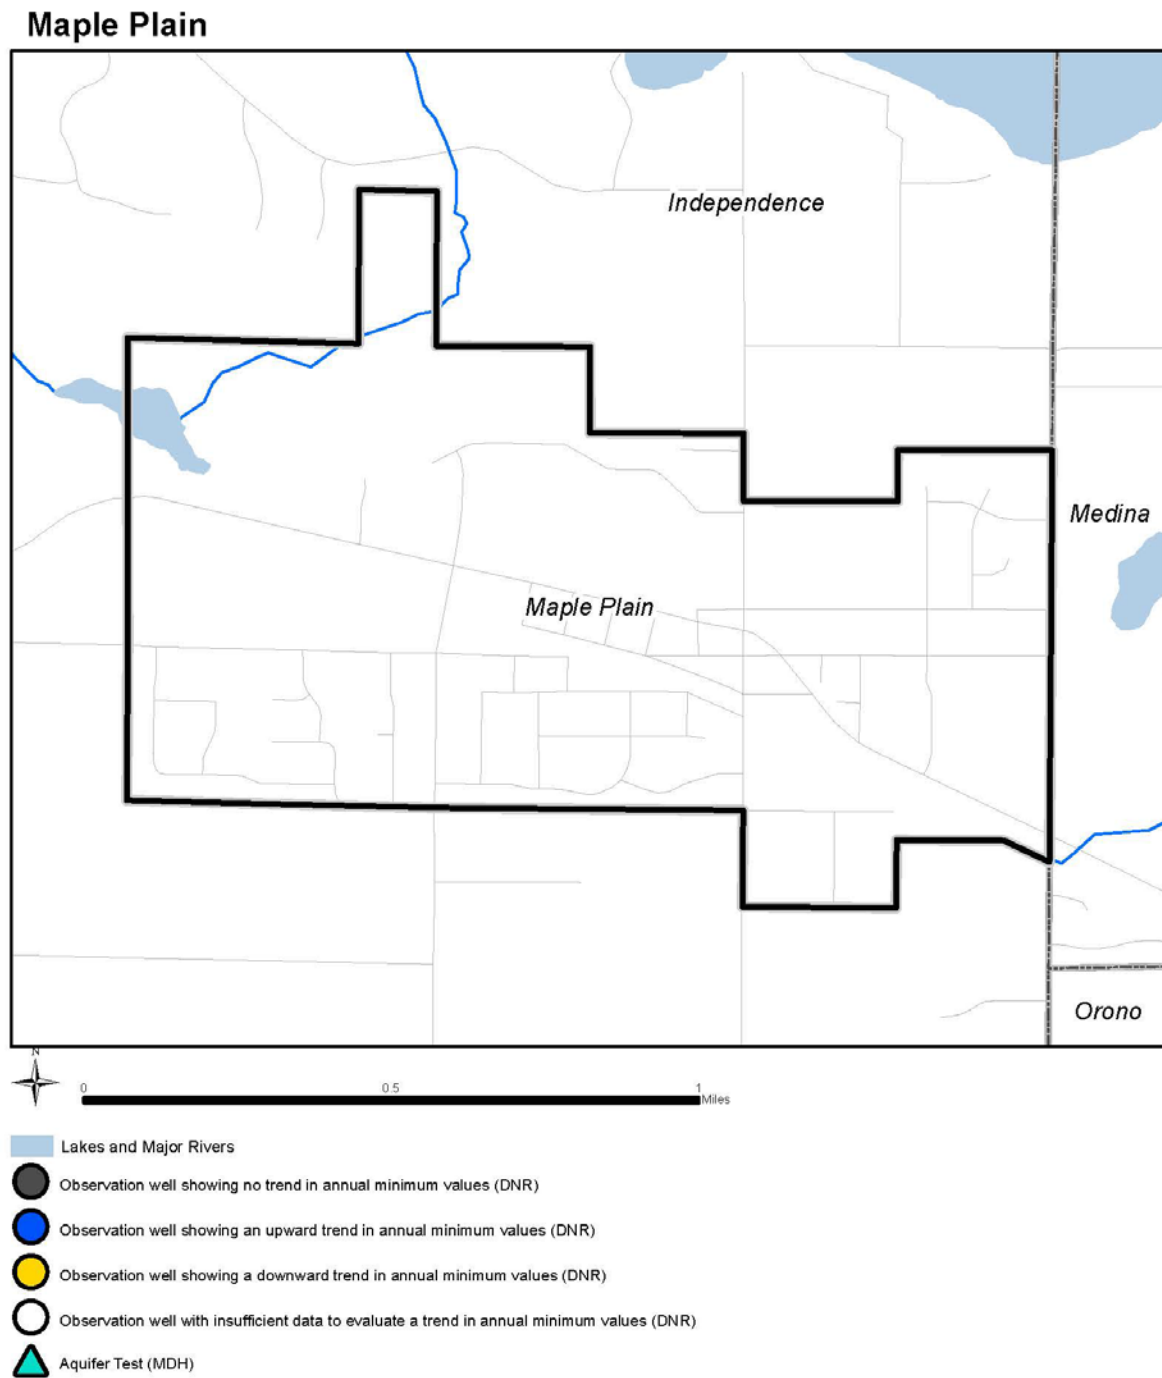 Maple Plain
Independence
Medina
Maple Plain
Orono
N
0 0.5 1
Miles
Lakes and Major Rivers
Observation well showing no trend in annual minimum values (DNR)
Observation well showing an upward trend in annual minimum values (DNR)
Observation well showing a downward trend in annual minimum values (DNR)
Observation well with insufficient data to evaluate a trend in annual minimum values (DNR)
Aquifer Test (MDH)